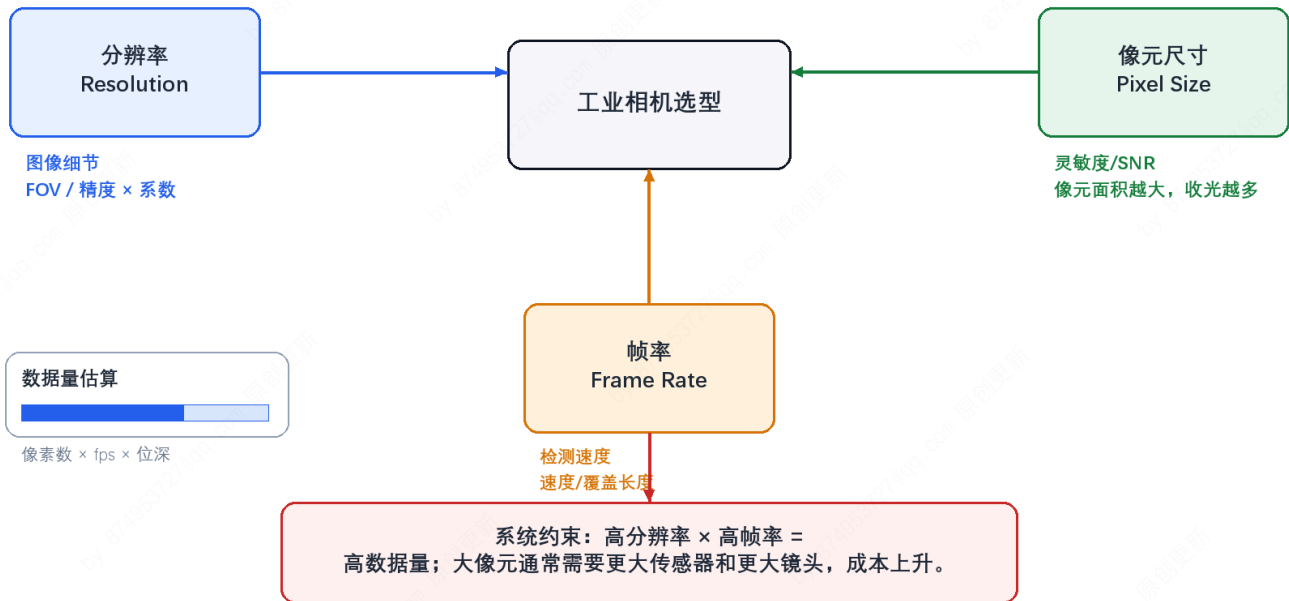 分辨率
Resolution
工业相机选型
像元尺寸
Pixel Size
图像细节
FOV / 精度 × 系数
灵敏度/SNR
像元面积越大，收光越多
帧率
Frame Rate
数据量估算
像素数 × fps × 位深
检测速度
速度/覆盖长度
系统约束：高分辨率 × 高帧率 =
高数据量；大像元通常需要更大传感器和更大镜头，成本上升。